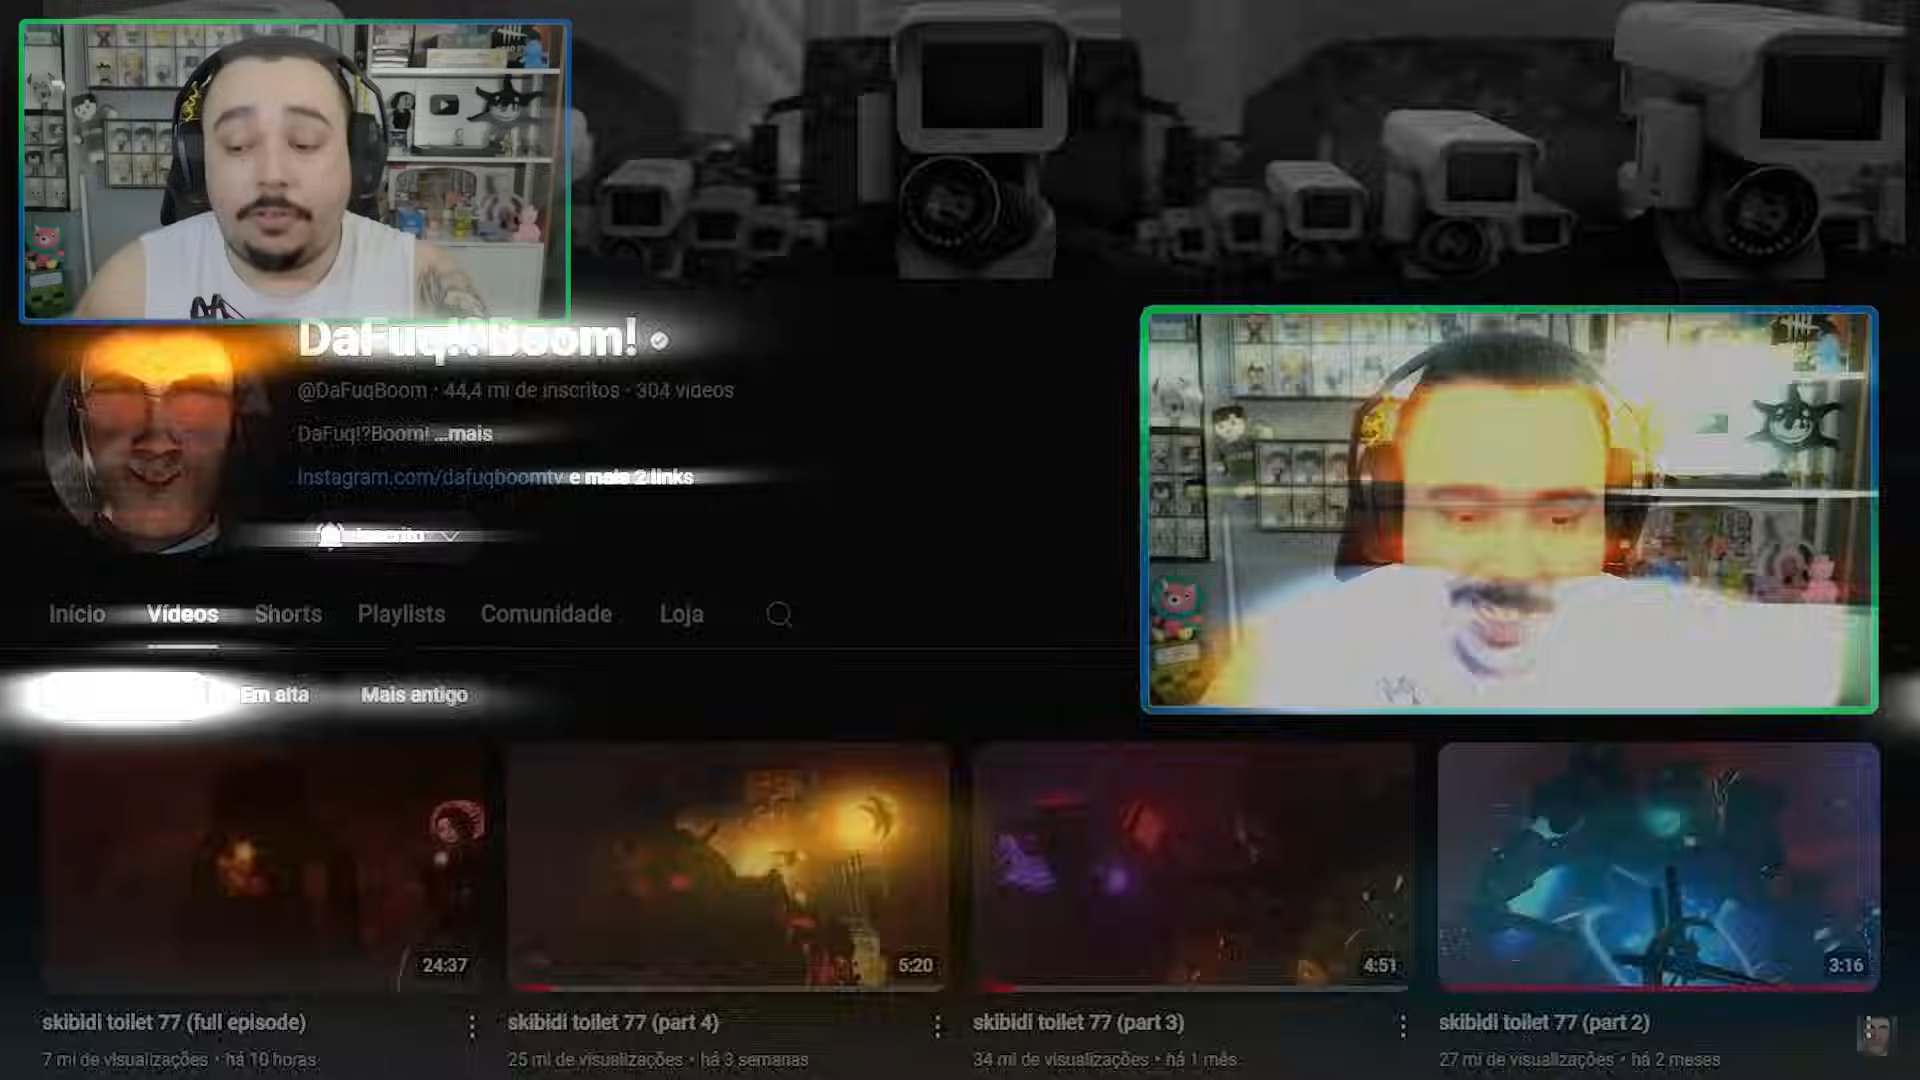 DaFuq!?Boom!
@DaFuqBoom · 44,4 mi de inscritos · 304 vídeos
DaFuq!?Boom! ...mais
instagram.com/dafuqboomtv e mais 2 links
Inscrito
Início Vídeos Shorts Playlists Comunidade Loja
Em alta Mais antigo
24:37 5:20 4:51 3:16
skibidi toilet 77 (full episode) skibidi toilet 77 (part 4) skibidi toilet 77 (part 3) skibidi toilet 77 (part 2)
7 mi de visualizações · há 10 horas 25 mi de visualizações · há 3 semanas 34 mi de visualizações · há 1 mês 27 mi de visualizações · há 2 meses